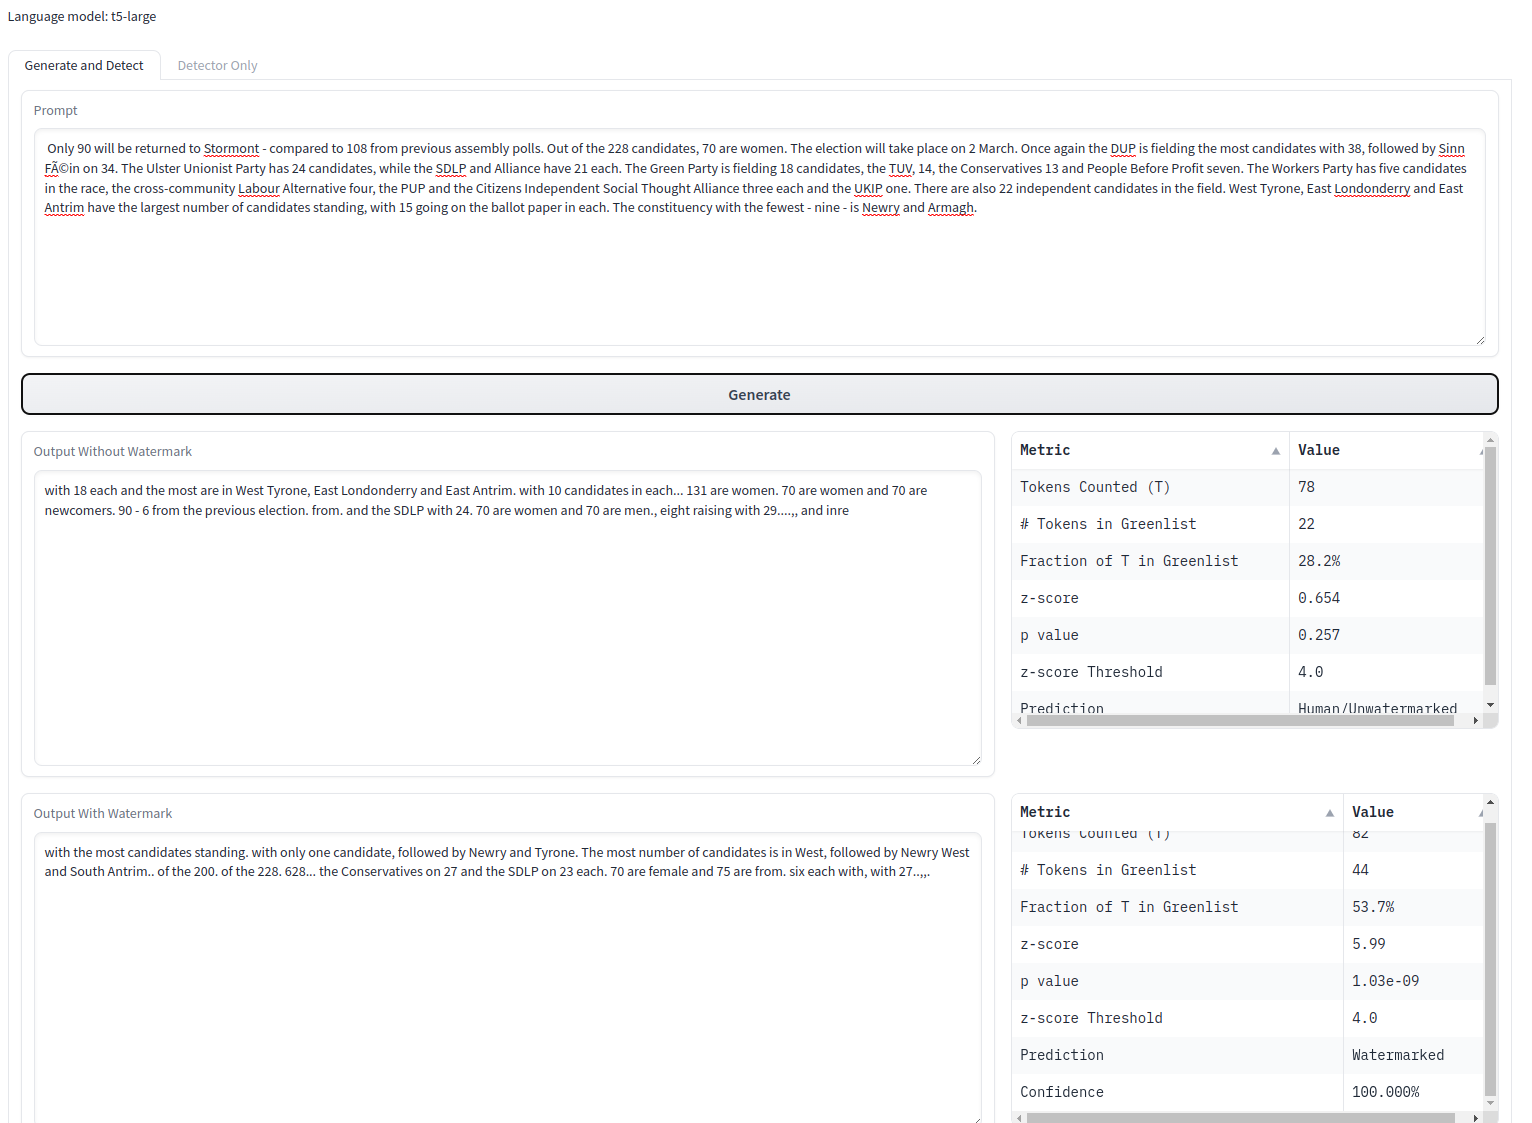 Language model: t5-large
Generate and Detect
Detector Only
Prompt
Only 90 will be returned to Stormont - compared to 108 from previous assembly polls. Out of the 228 candidates, 70 are women. The election will take place on 2 March. Once again the DUP is fielding the most candidates with 38, followed by Sinn
FÃ©in on 34. The Ulster Unionist Party has 24 candidates, while the SDLP and Alliance have 21 each. The Green Party is fielding 18 candidates, the TUV, 14, the Conservatives 13 and People Before Profit seven. The Workers Party has five candidates
in the race, the cross-community Labour Alternative four, the PUP and the Citizens Independent Social Thought Alliance three each and the UKIP one. There are also 22 independent candidates in the field. West Tyrone, East Londonderry and East
Antrim have the largest number of candidates standing, with 15 going on the ballot paper in each. The constituency with the fewest - nine - is Newry and Armagh.
Generate
Output Without Watermark
with 18 each and the most are in West Tyrone, East Londonderry and East Antrim. with 10 candidates in each... 131 are women. 70 are women and 70 are
newcomers. 90 - 6 from the previous election. from. and the SDLP with 24. 70 are women and 70 are men., eight raising with 29....,, and inre
Metric Value
Tokens Counted (T) 78
# Tokens in Greenlist 22
Fraction of T in Greenlist 28.2%
z-score 0.654
p value 0.257
z-score Threshold 4.0
Prediction Human/Unwatermarked
Output With Watermark
with the most candidates standing. with only one candidate, followed by Newry and Tyrone. The most number of candidates is in West, followed by Newry West
and South Antrim.. of the 200. of the 228. 628... the Conservatives on 27 and the SDLP on 23 each. 70 are female and 75 are from. six each with, with 27..,,.
Metric Value
Tokens Counted (T) 82
# Tokens in Greenlist 44
Fraction of T in Greenlist 53.7%
z-score 5.99
p value 1.03e-09
z-score Threshold 4.0
Prediction Watermarked
Confidence 100.000%